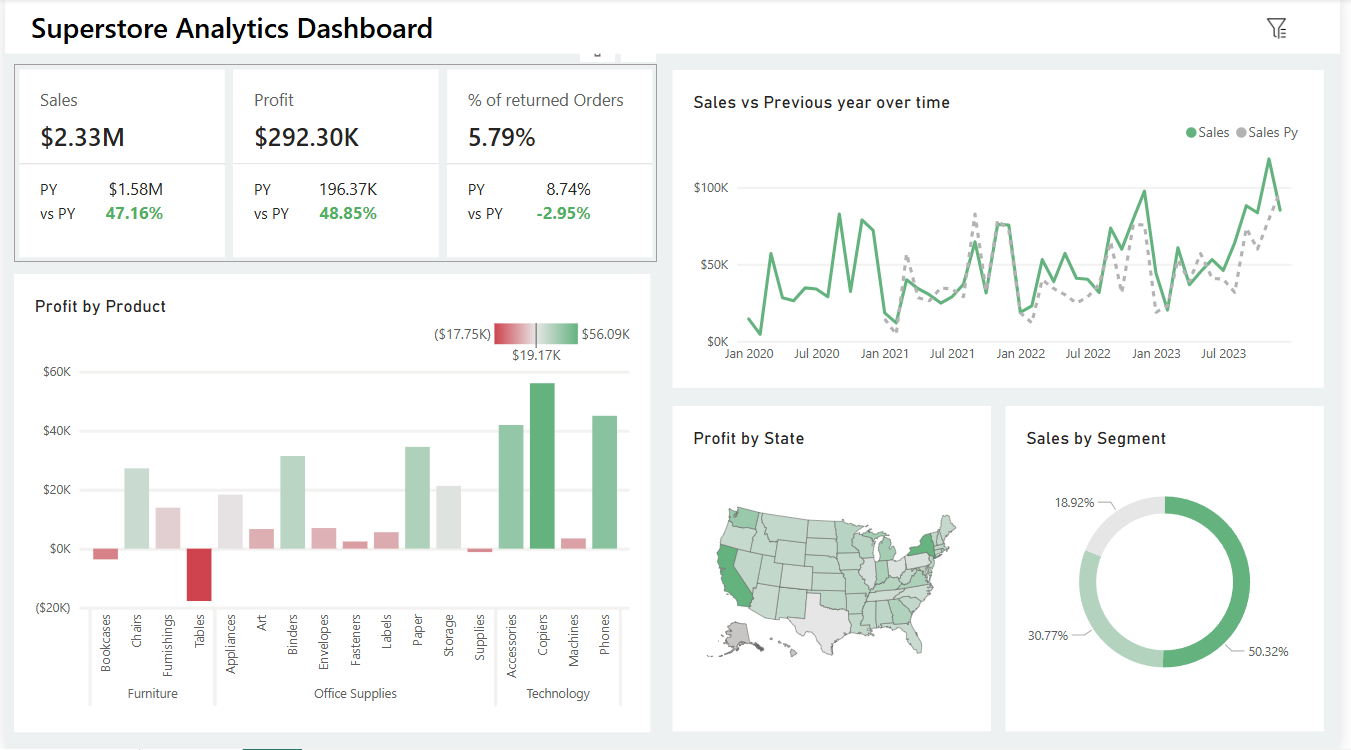 Superstore Analytics Dashboard
Sales
$2.33M
PY $1.58M
vs PY 47.16%
Profit
$292.30K
PY 196.37K
vs PY 48.85%
% of returned Orders
5.79%
PY 8.74%
vs PY -2.95%
Sales vs Previous year over time
Sales Sales Py
$100K
$50K
$0K
Jan 2020 Jul 2020 Jan 2021 Jul 2021 Jan 2022 Jul 2022 Jan 2023 Jul 2023
Profit by Product
($17.75K) $56.09K
$19.17K
$60K
$40K
$20K
$0K
($20K)
Bookcases
Chairs
Furnishings
Tables
Appliances
Art
Binders
Envelopes
Fasteners
Labels
Paper
Storage
Supplies
Accessories
Copiers
Machines
Phones
Furniture Office Supplies Technology
Profit by State
Sales by Segment
18.92%
30.77%
50.32%